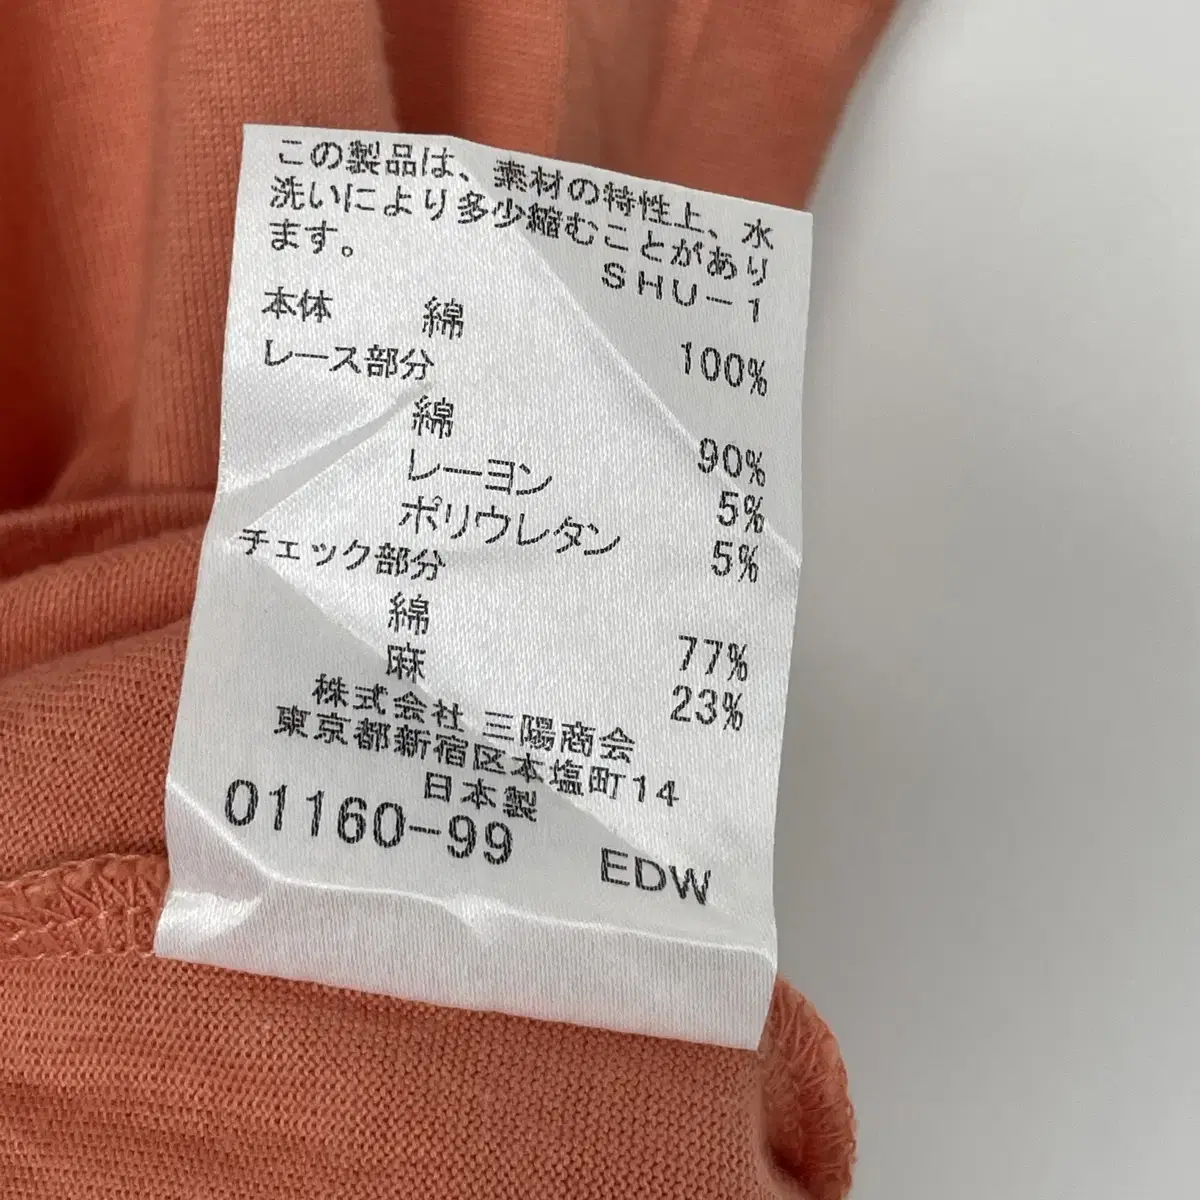 この製品は、素材の特性上、水
洗いにより多少縮むことがあり
ます。
SHU-1
本体 綿 100%
レース部分
綿 90%
レーヨン 5%
ポリウレタン 5%
チェック部分
綿 77%
麻 23%
株式会社 三陽商会
東京都新宿区本塩町14
日本製
01160-99 EDW